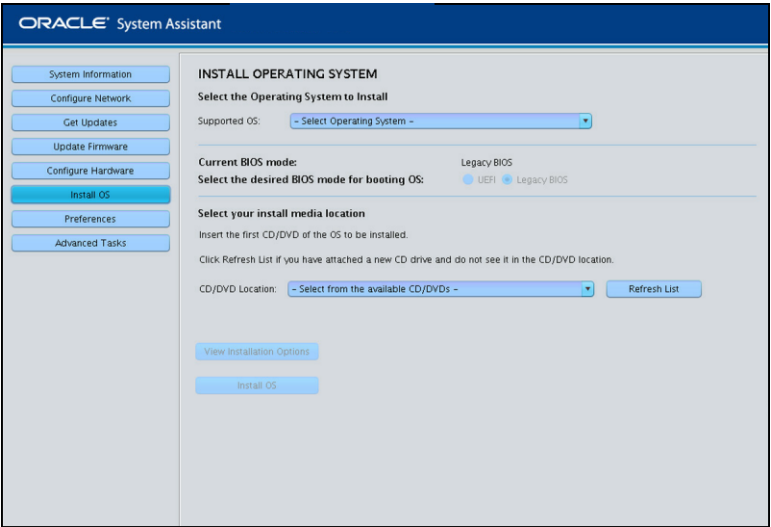 ORACLE® System Assistant
System Information
Configure Network
Get Updates
Update Firmware
Configure Hardware
Install OS
Preferences
Advanced Tasks
INSTALL OPERATING SYSTEM
Select the Operating System to Install
Supported OS: - Select Operating System -
Current BIOS mode: Legacy BIOS
Select the desired BIOS mode for booting OS: UEFI Legacy BIOS
Select your install media location
Insert the first CD/DVD of the OS to be installed.
Click Refresh List if you have attached a new CD drive and do not see it in the CD/DVD location.
CD/DVD Location: - Select from the available CD/DVDs - Refresh List
View Installation Options
Install OS